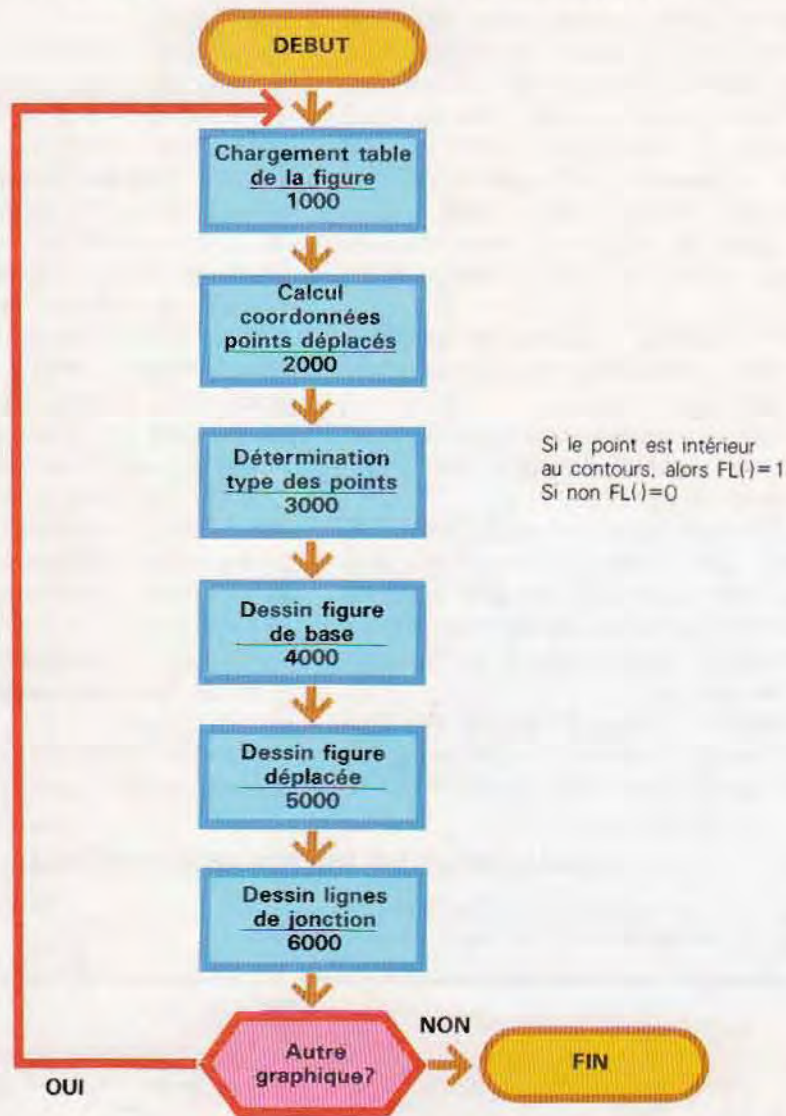 DEBUT
Chargement table
de la figure
1000
Calcul
coordonnées
points déplacés
2000
Détermination
type des points
3000
Si le point est intérieur
au contours, alors FL()=1
Si non FL()=0
Dessin figure
de base
4000
Dessin figure
déplacée
5000
Dessin lignes
de jonction
6000
Autre
graphique?
NON
FIN
OUI